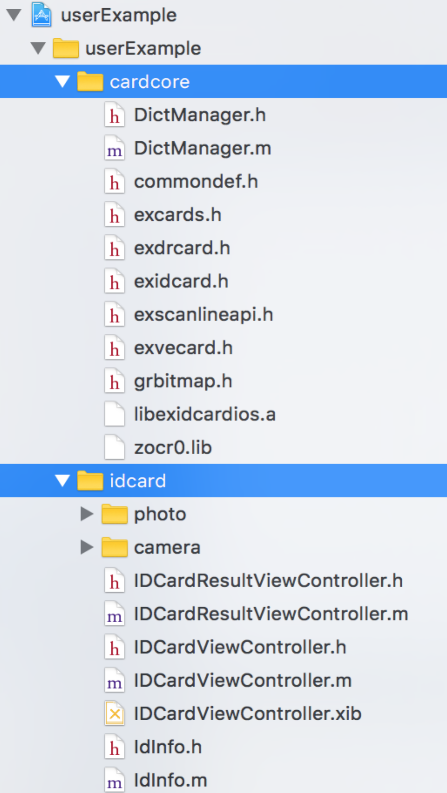 userExample
userExample
cardcore
h DictManager.h
m DictManager.m
h commondef.h
h excards.h
h exdrcard.h
h exidcard.h
h exscanlineapi.h
h exvecard.h
h grbitmap.h
libexidcardios.a
zocr0.lib
idcard
photo
camera
h IDCardResultViewController.h
m IDCardResultViewController.m
h IDCardViewController.h
m IDCardViewController.m
IDCardViewController.xib
h IdInfo.h
m IdInfo.m